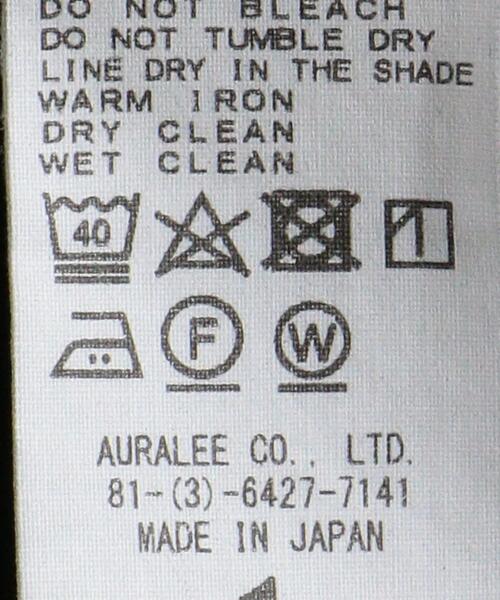 DO NOT BLEACH
DO NOT TUMBLE DRY
LINE DRY IN THE SHADE
WARM IRON
DRY CLEAN
WET CLEAN
40
F W
AURALEE CO., LTD.
81-(3)-6427-7141
MADE IN JAPAN